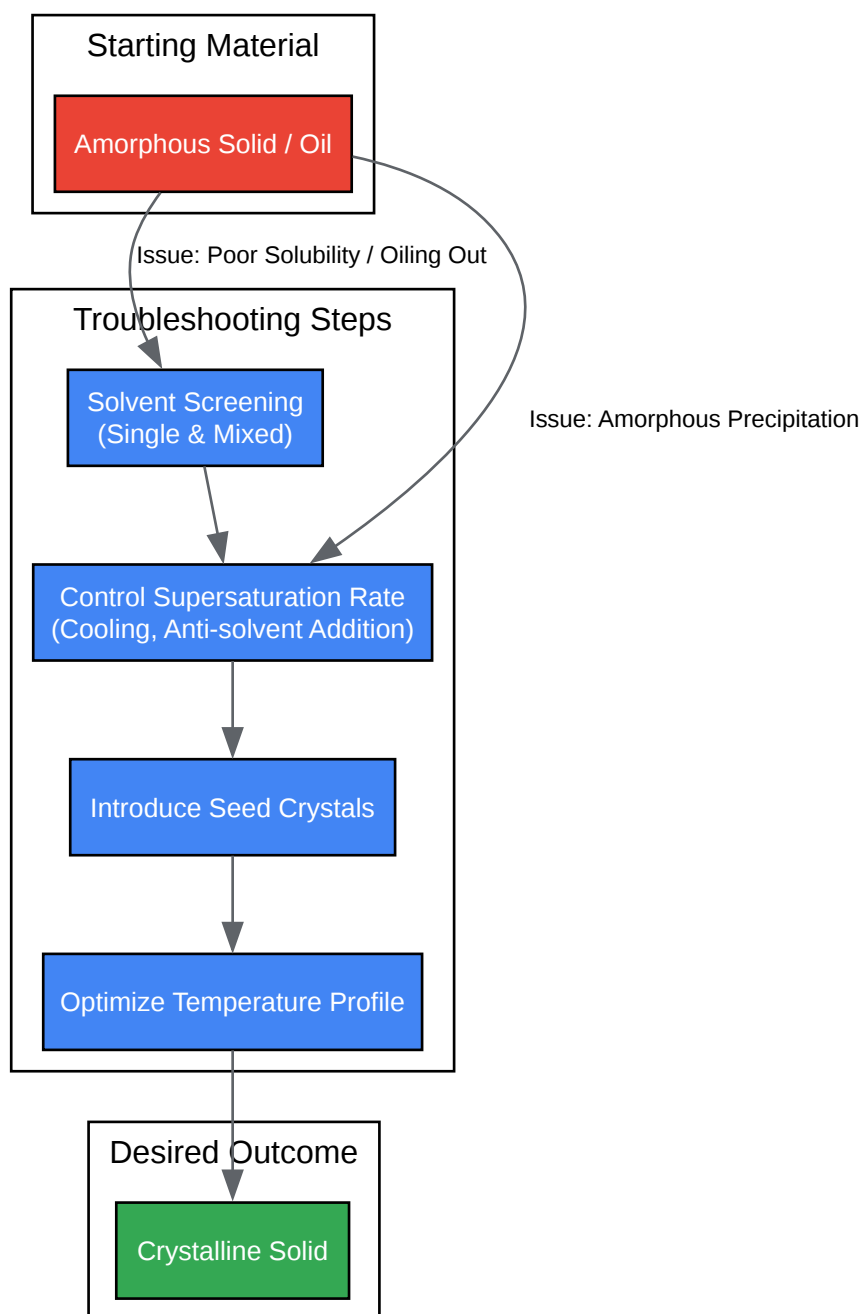 Starting Material
Amorphous Solid / Oil
Issue: Poor Solubility / Oiling Out
Troubleshooting Steps
Solvent Screening
(Single & Mixed)
Issue: Amorphous Precipitation
Control Supersaturation Rate
(Cooling, Anti-solvent Addition)
Introduce Seed Crystals
Optimize Temperature Profile
Desired Outcome
Crystalline Solid